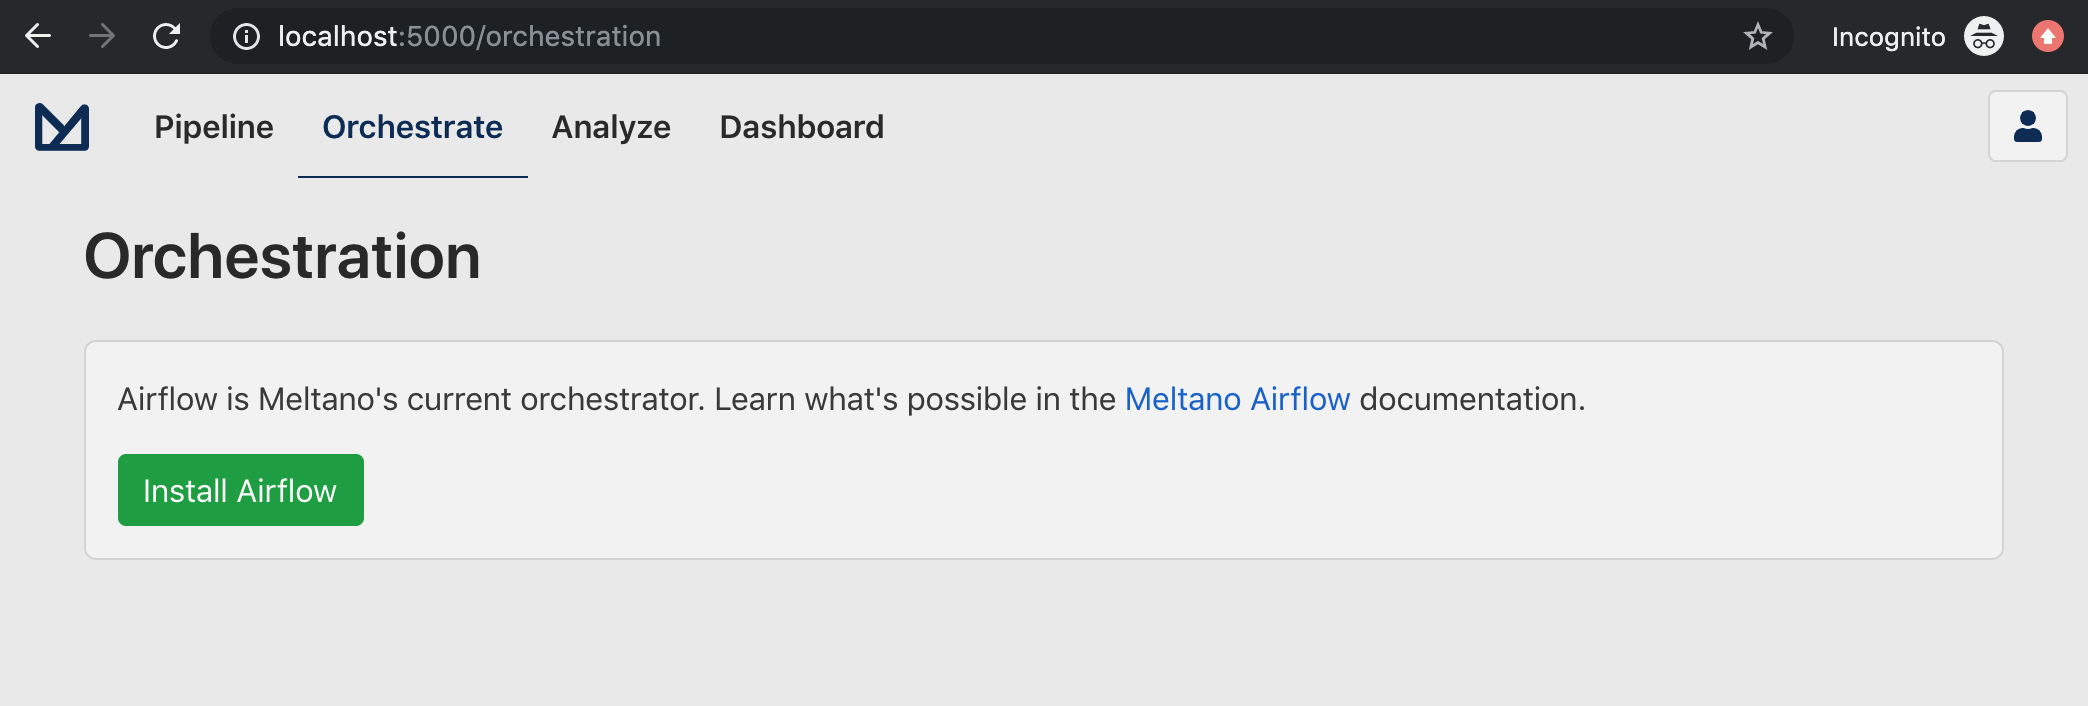 localhost:5000/orchestration
Incognito
Pipeline
Orchestrate
Analyze
Dashboard
Orchestration
Airflow is Meltano's current orchestrator. Learn what's possible in the Meltano Airflow documentation.
Install Airflow